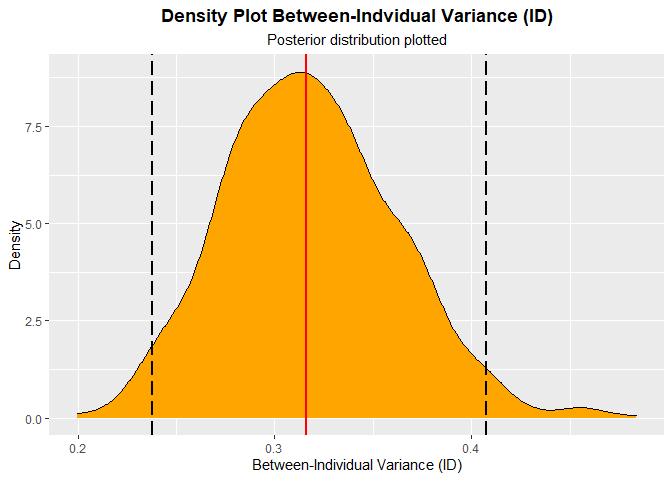 Density Plot Between-Indvidual Variance (ID)
Posterior distribution plotted
Density
7.5
5.0
2.5
0.0
0.2
0.3
0.4
Between-Individual Variance (ID)